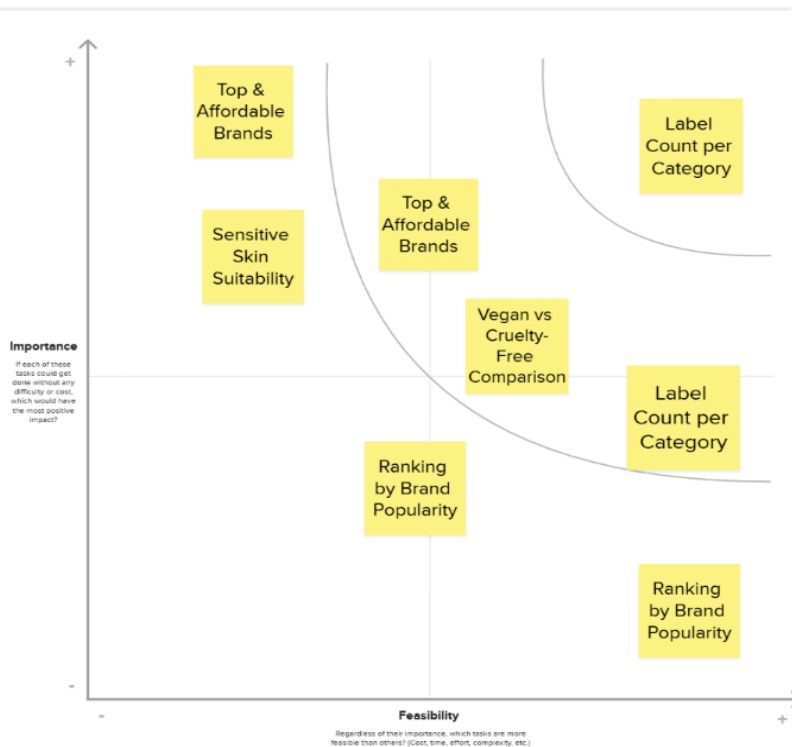 +
Top &
Affordable
Brands
Label
Count per
Category
Top &
Affordable
Brands
Sensitive
Skin
Suitability
Vegan vs
Cruelty-
Free
Comparison
Importance
If each of these
tasks could get
done without any
difficulty or cost,
which would have
the most positive
impact?
Label
Count per
Category
Ranking
by Brand
Popularity
Ranking
by Brand
Popularity
-
-
Feasibility
+
Regardless of their importance, which tasks are more
feasible than others? (Cost, time, effort, complexity, etc.)